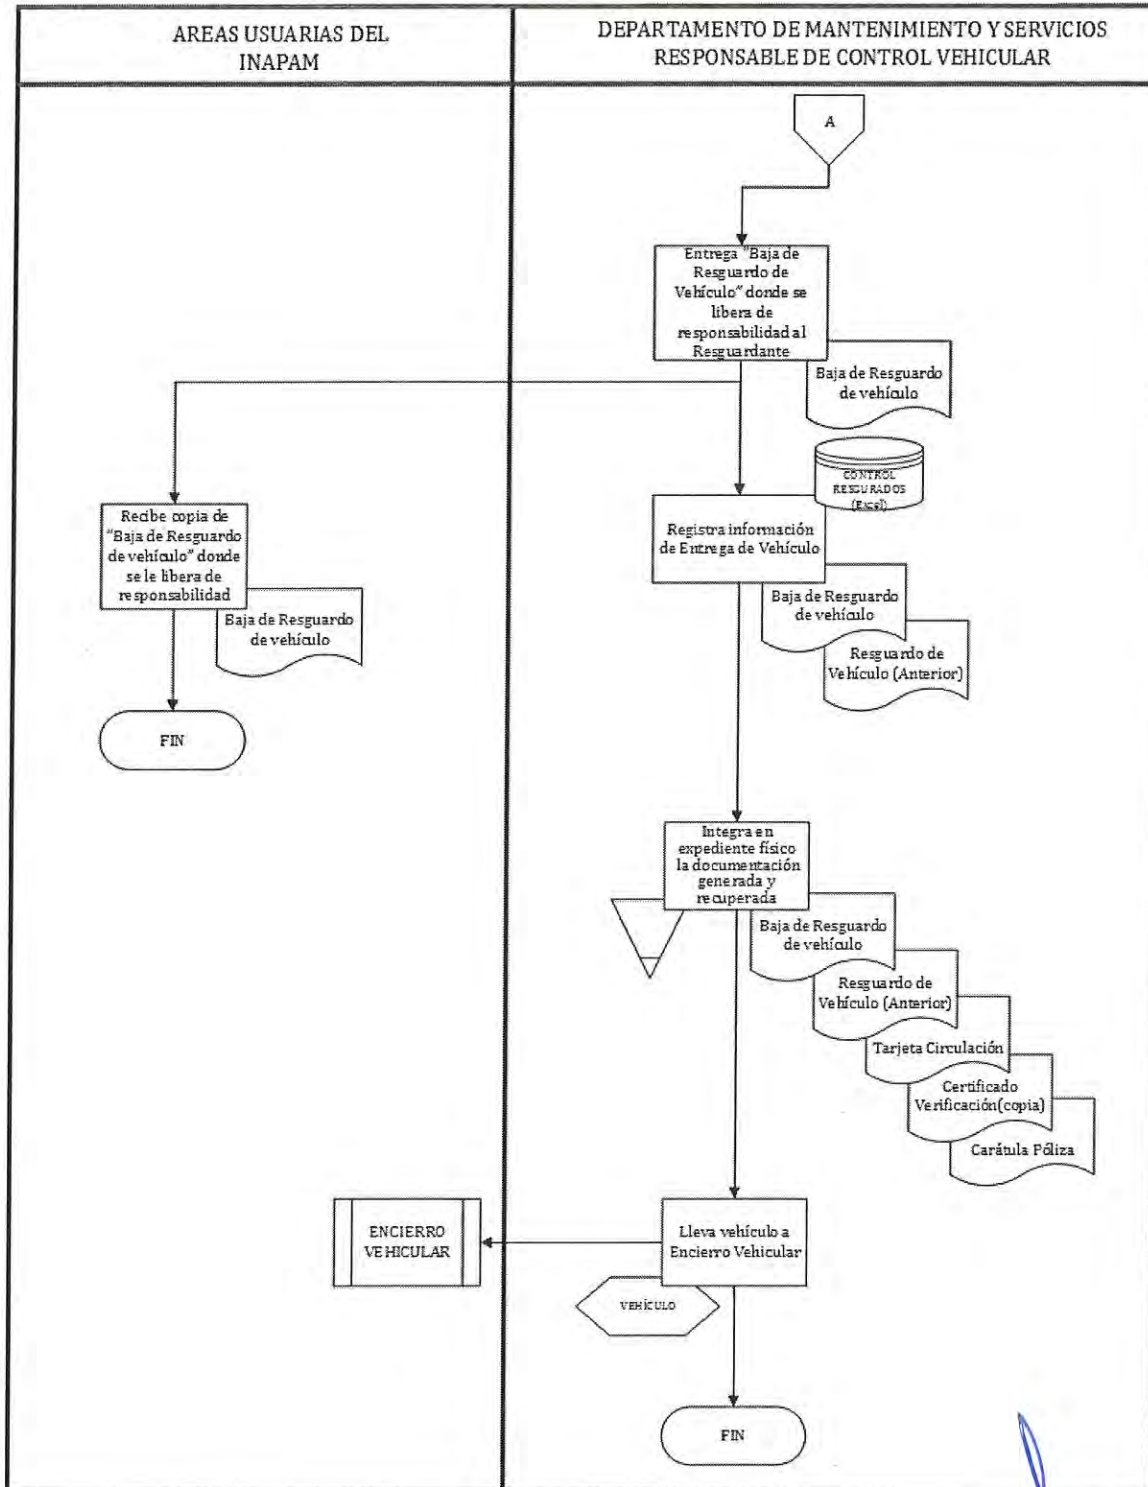 AREAS USUARIAS DEL
INAPAM
DEPARTAMENTO DE MANTENIMIENTO Y SERVICIOS
RESPONSABLE DE CONTROL VEHICULAR
A
Entrega "Baja de
Resguardo de
Vehículo" donde se
libera de
responsabilidad al
Resguardante
Baja de Resguardo
de vehículo
CONTROL
RESGURADOS
(Excel)
Recibe copia de
"Baja de Resguardo
de vehículo" donde
se le libera de
responsabilidad
Baja de Resguardo
de vehículo
FIN
Registra información
de Entrega de Vehículo
Baja de Resguardo
de vehículo
Resguardo de
Vehículo (Anterior)
Integra en
expediente físico
la documentación
generada y
recuperada
Baja de Resguardo
de vehículo
Resguardo de
Vehículo (Anterior)
Tarjeta Circulación
Certificado
Verificación(copia)
Carátula Póliza
ENCIERRO
VEHICULAR
Lleva vehículo a
Encierro Vehicular
VEHÍCULO
FIN